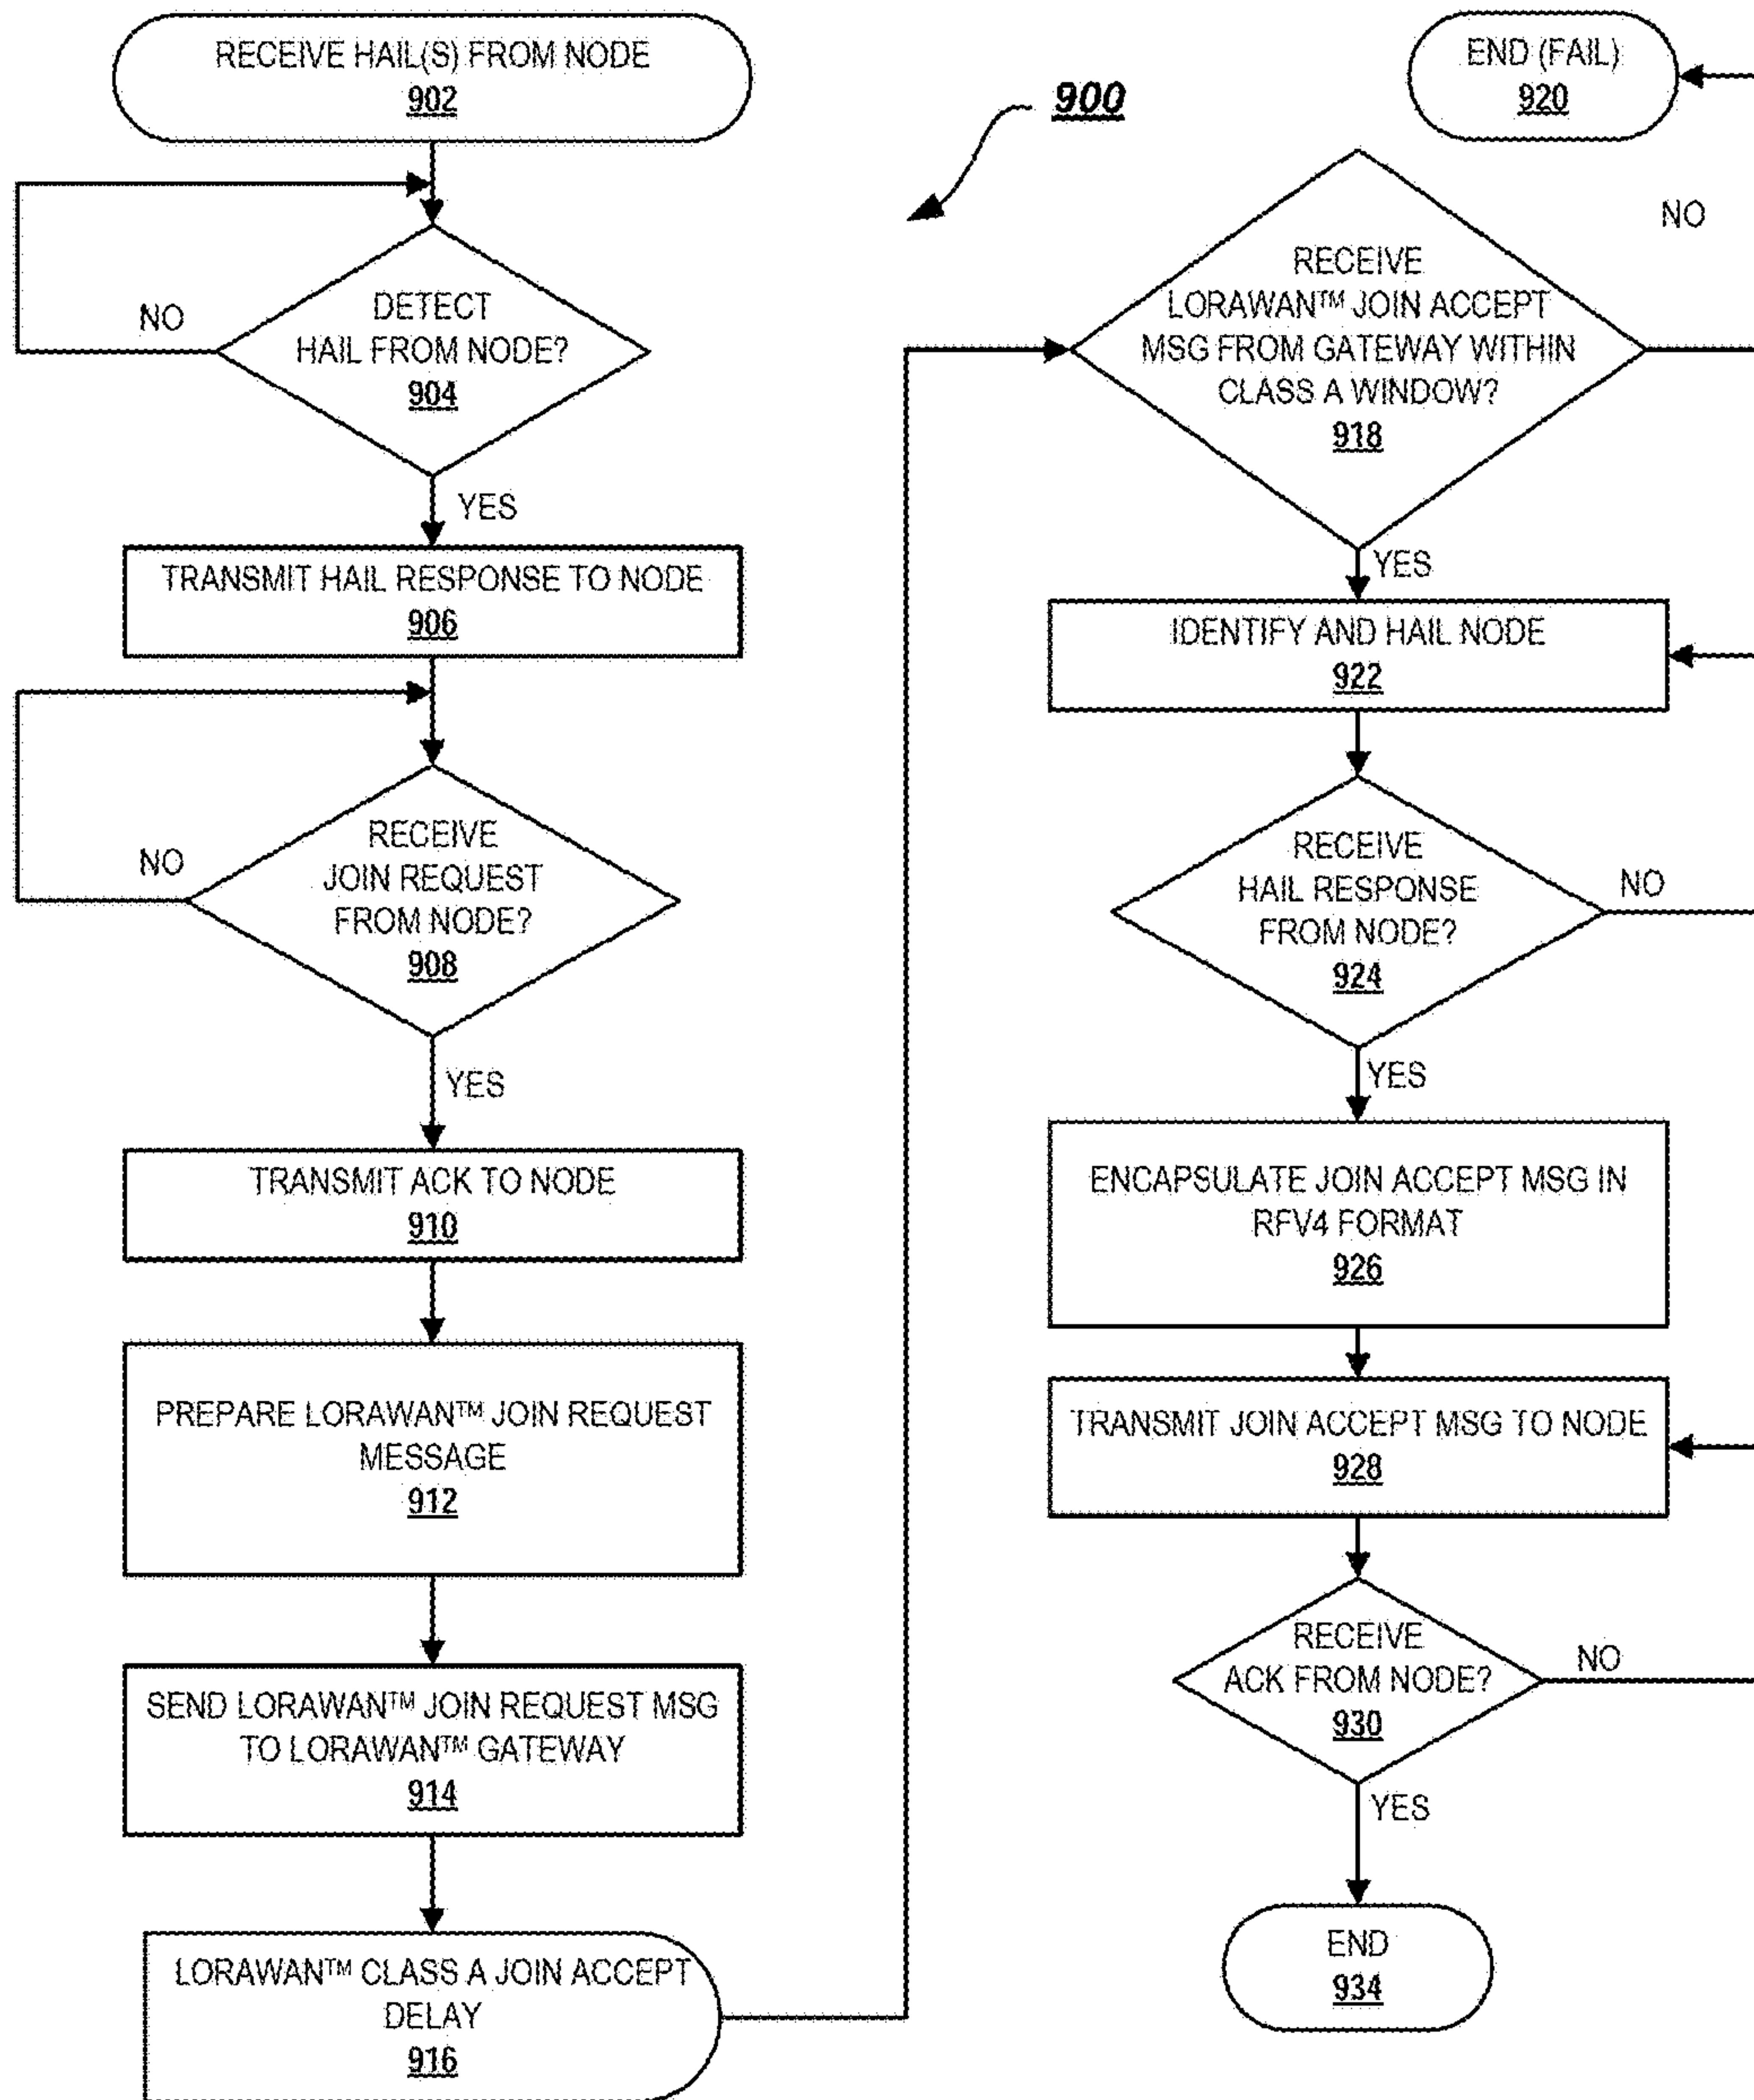 RECEIVE HAIL(S) FROM NODE
902
DETECT
HAIL FROM NODE?
904
NO
YES
TRANSMIT HAIL RESPONSE TO NODE
906
RECEIVE
JOIN REQUEST
FROM NODE?
908
NO
YES
TRANSMIT ACK TO NODE
910
PREPARE LORAWAN™ JOIN REQUEST
MESSAGE
912
SEND LORAWAN™ JOIN REQUEST MSG
TO LORAWAN™ GATEWAY
914
LORAWAN™ CLASS A JOIN ACCEPT
DELAY
916
900
END (FAIL)
920
NO
RECEIVE
LORAWAN™ JOIN ACCEPT
MSG FROM GATEWAY WITHIN
CLASS A WINDOW?
918
YES
IDENTIFY AND HAIL NODE
922
RECEIVE
HAIL RESPONSE
FROM NODE?
924
NO
YES
ENCAPSULATE JOIN ACCEPT MSG IN
RFV4 FORMAT
926
TRANSMIT JOIN ACCEPT MSG TO NODE
928
RECEIVE
ACK FROM NODE?
930
NO
YES
END
934